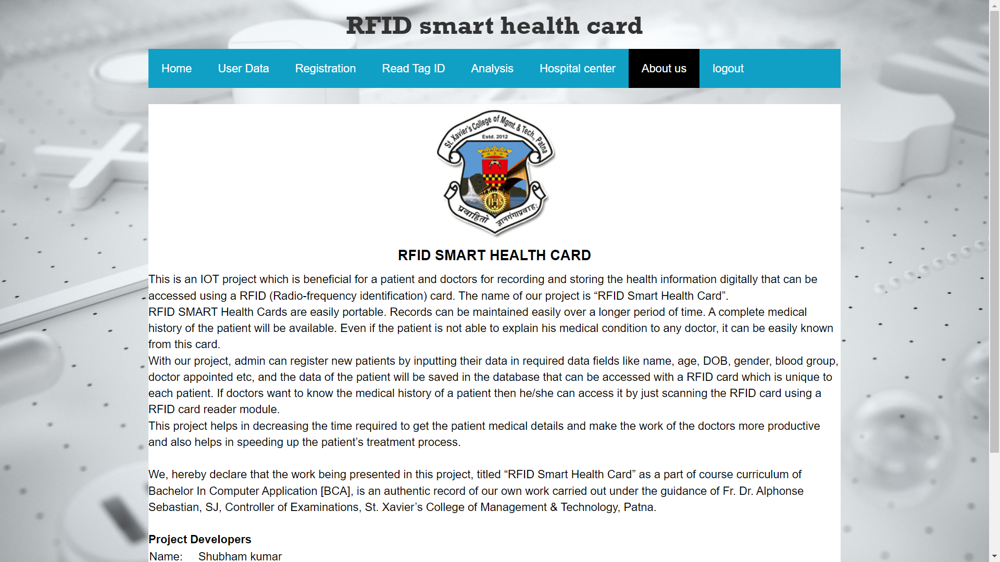 RFID smart health card
Home User Data Registration Read Tag ID Analysis Hospital center About us logout
St. Xavier's College of Mgmt. & Tech., Patna
Estd. 2012
IHS
प्रवाहितो ज्ञानगंगाप्रवाह:
RFID SMART HEALTH CARD
This is an IOT project which is beneficial for a patient and doctors for recording and storing the health information digitally that can be
accessed using a RFID (Radio-frequency identification) card. The name of our project is “RFID Smart Health Card”.
RFID SMART Health Cards are easily portable. Records can be maintained easily over a longer period of time. A complete medical
history of the patient will be available. Even if the patient is not able to explain his medical condition to any doctor, it can be easily known
from this card.
With our project, admin can register new patients by inputting their data in required data fields like name, age, DOB, gender, blood group,
doctor appointed etc, and the data of the patient will be saved in the database that can be accessed with a RFID card which is unique to
each patient. If doctors want to know the medical history of a patient then he/she can access it by just scanning the RFID card using a
RFID card reader module.
This project helps in decreasing the time required to get the patient medical details and make the work of the doctors more productive
and also helps in speeding up the patient’s treatment process.
We, hereby declare that the work being presented in this project, titled “RFID Smart Health Card” as a part of course curriculum of
Bachelor In Computer Application [BCA], is an authentic record of our own work carried out under the guidance of Fr. Dr. Alphonse
Sebastian, SJ, Controller of Examinations, St. Xavier’s College of Management & Technology, Patna.
Project Developers
Name: Shubham kumar